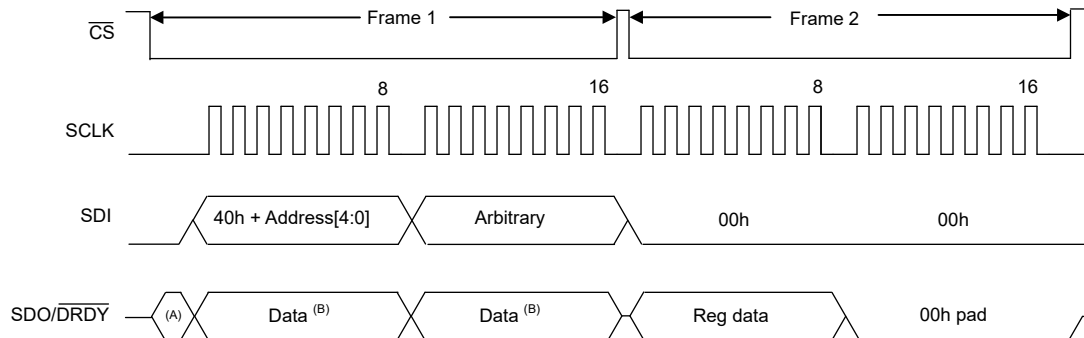 Frame 1 Frame 2
CS
8 16 8 16
SCLK
SDI 40h + Address[4:0] Arbitrary 00h 00h
SDO/DRDY (A) Data (B) Data (B) Reg data 00h pad